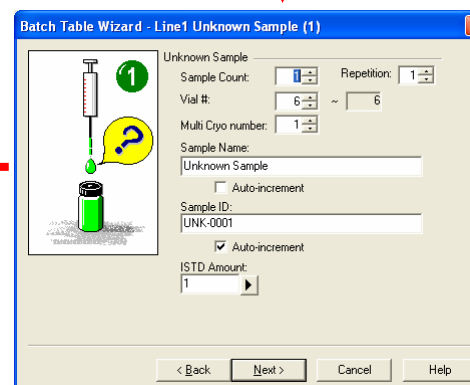 Batch Table Wizard - Line1 Unknown Sample (1)
1
Unknown Sample
Sample Count: 1 Repetition: 1
Vial #: 6 ~ 6
Multi Cryo number: 1
?
Sample Name:
Unknown Sample
Auto-increment
Sample ID:
UNK-0001
Auto-increment
ISTD Amount:
1
< Back Next > Cancel Help